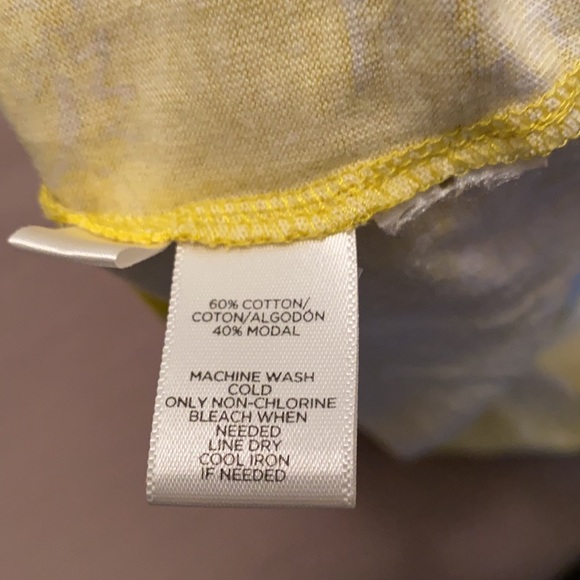 60% COTTON/
COTON/ALGODÓN
40% MODAL
MACHINE WASH
COLD
ONLY NON-CHLORINE
BLEACH WHEN
NEEDED
LINE DRY
COOL IRON
IF NEEDED